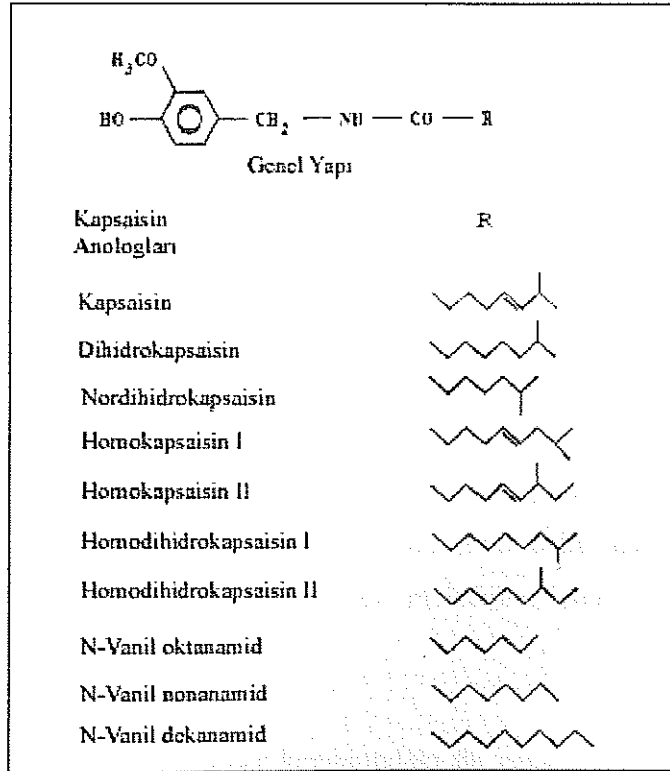 H₃CO
HO — CH₂ — NH — CO — R
Genel Yapı
Kapsaisin R
Anologları
Kapsaisin
Dihidrokapsaisin
Nordihidrokapsaisin
Homokapsaisin I
Homokapsaisin II
Homodihidrokapsaisin I
Homodihidrokapsaisin II
N-Vanil oktanamid
N-Vanil nonanamid
N-Vanil dekanamid